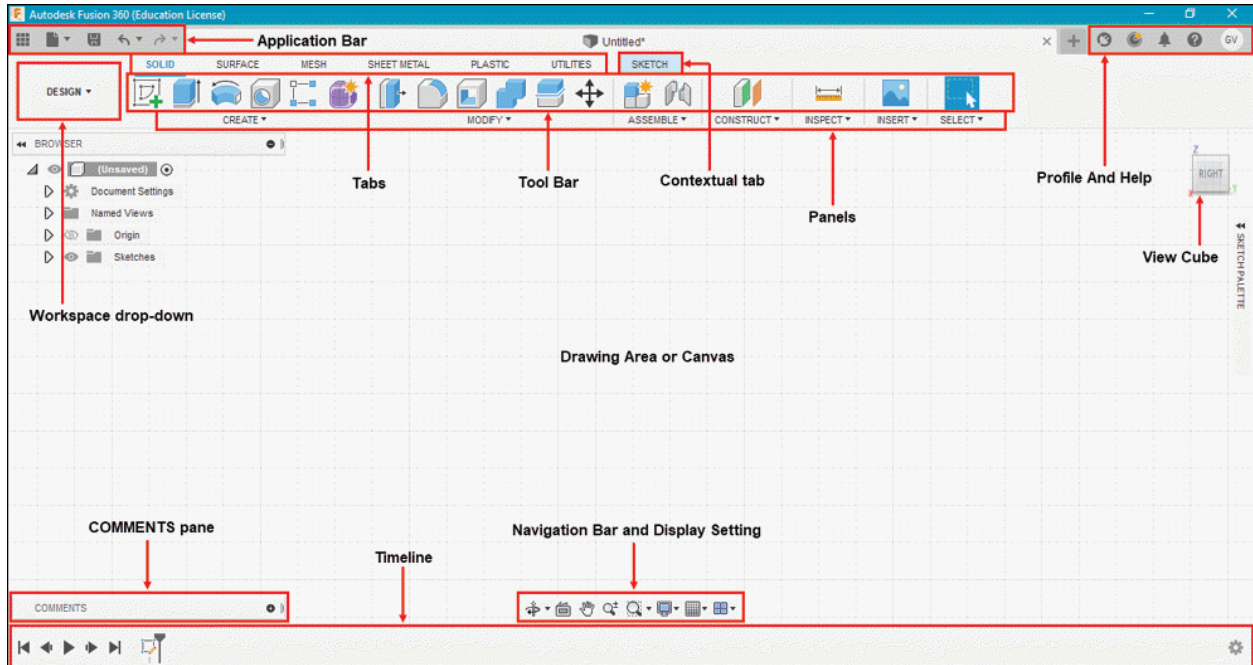 Autodesk Fusion 360 (Education License)
Application Bar
Untitled*
GV
DESIGN
SOLID SURFACE MESH SHEET METAL PLASTIC UTILITIES SKETCH
CREATE MODIFY ASSEMBLE CONSTRUCT INSPECT INSERT SELECT
BROWSER
(Unsaved)
Document Settings
Named Views
Origin
Sketches
Tabs
Tool Bar
Contextual tab
Panels
Profile And Help
Z
RIGHT
X
Y
View Cube
SKETCH PALETTE
Workspace drop-down
Drawing Area or Canvas
COMMENTS pane
Navigation Bar and Display Setting
Timeline
COMMENTS